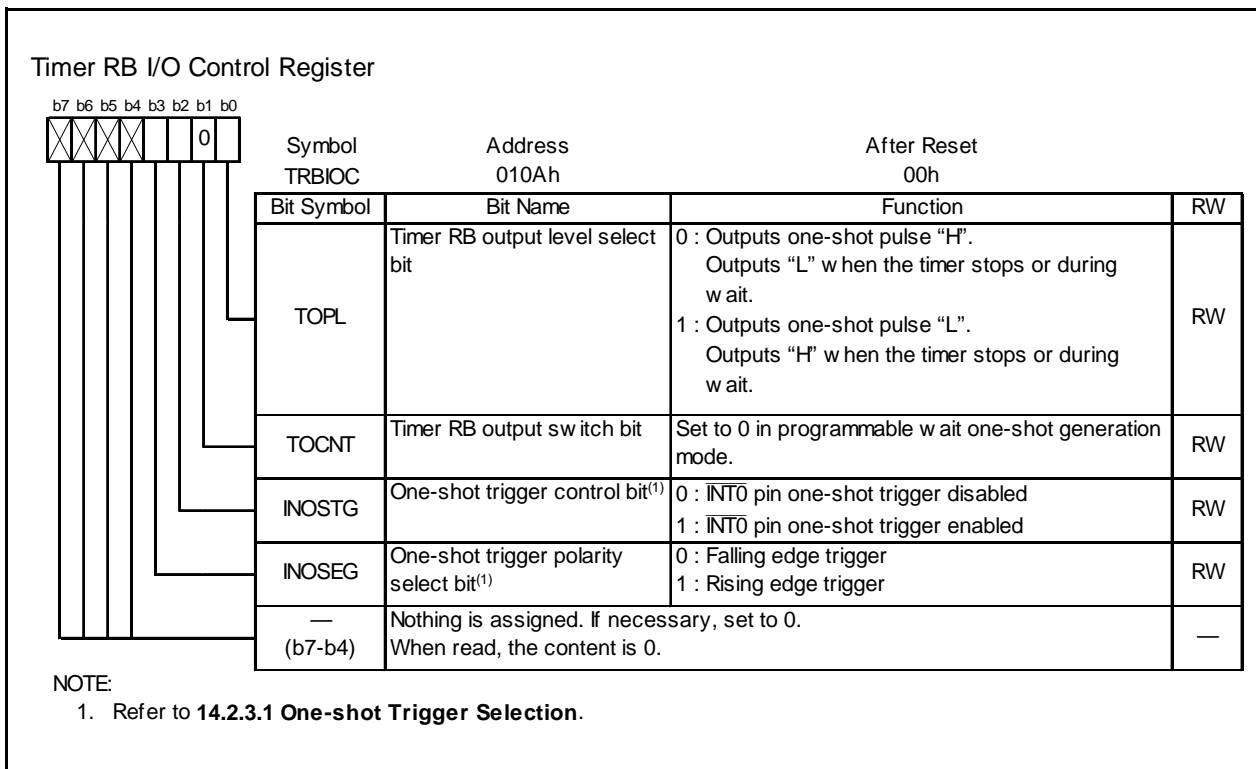 Timer RB I/O Control Register
b7 b6 b5 b4 b3 b2 b1 b0
0
Symbol Address After Reset
TRBIOC 010Ah 00h
Bit Symbol Bit Name Function RW
TOPL Timer RB output level select bit 0 : Outputs one-shot pulse “H”. RW
Outputs “L” when the timer stops or during
wait.
1 : Outputs one-shot pulse “L”.
Outputs “H” when the timer stops or during
wait.
TOCNT Timer RB output switch bit Set to 0 in programmable wait one-shot generation RW
mode.
INOSTG One-shot trigger control bit(1) 0 : INT0 pin one-shot trigger disabled RW
1 : INT0 pin one-shot trigger enabled
INOSEG One-shot trigger polarity select bit(1) 0 : Falling edge trigger RW
1 : Rising edge trigger
— Nothing is assigned. If necessary, set to 0. —
(b7-b4) When read, the content is 0.
NOTE:
1. Refer to 14.2.3.1 One-shot Trigger Selection.